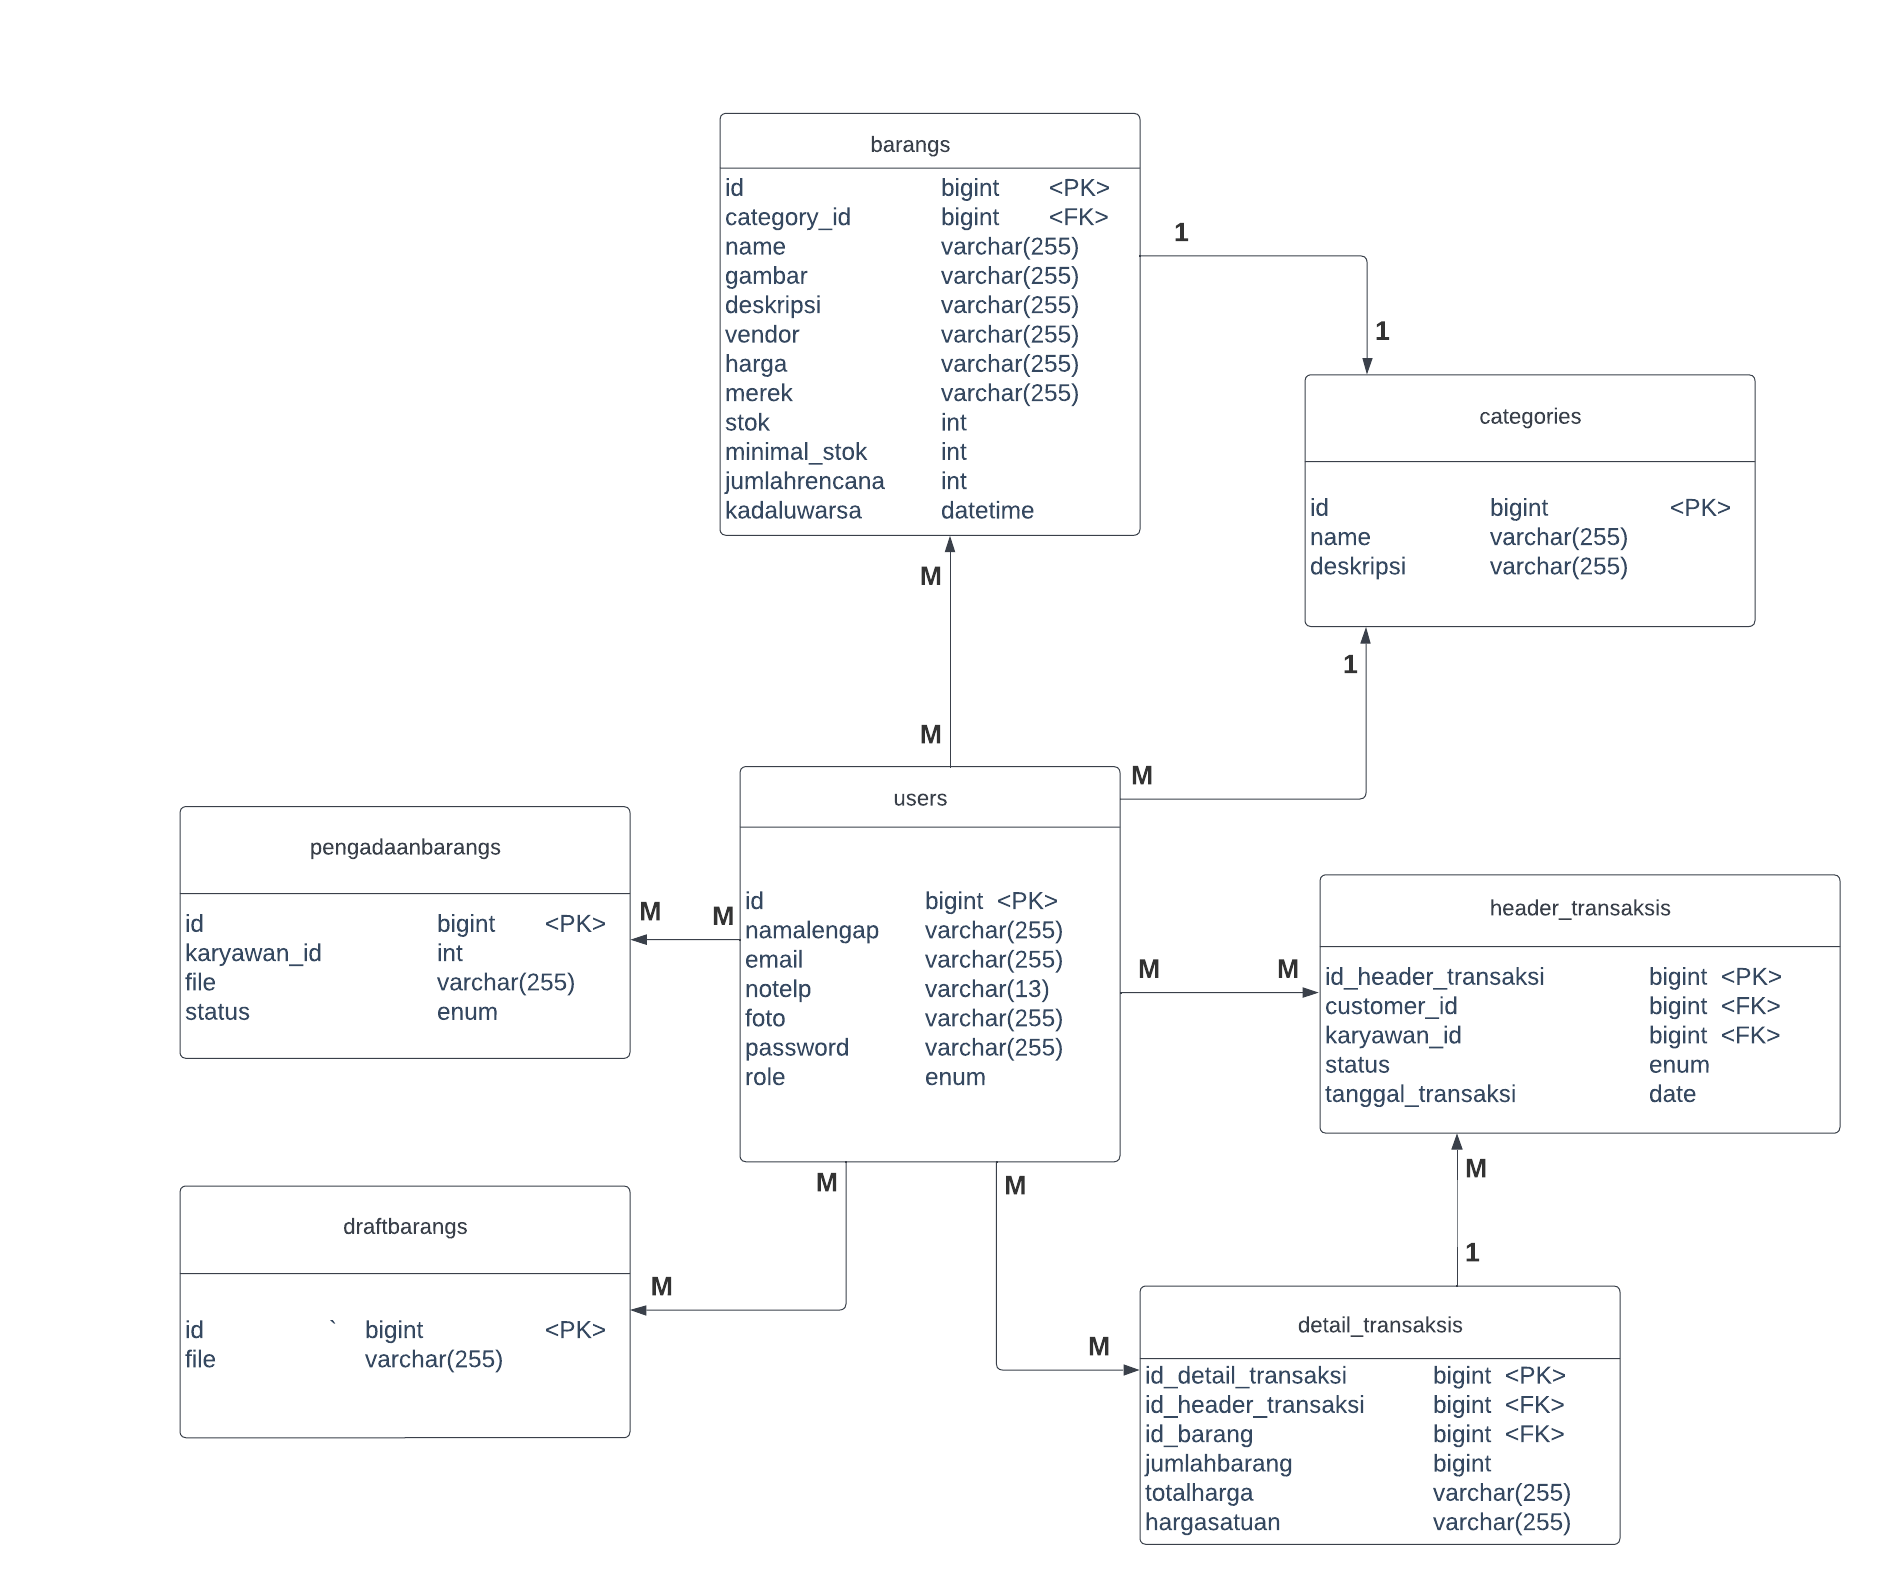 barangs
id bigint <PK>
category_id bigint <FK>
name varchar(255)
gambar varchar(255)
deskripsi varchar(255)
vendor varchar(255)
harga varchar(255)
merek varchar(255)
stok int
minimal_stok int
jumlahrencana int
kadaluwarsa datetime
1
1
categories
id bigint <PK>
name varchar(255)
deskripsi varchar(255)
M
M
1
M
users
id bigint <PK>
namalengap varchar(255)
email varchar(255)
notelp varchar(13)
foto varchar(255)
password varchar(255)
role enum
pengadaanbarangs
id bigint <PK>
karyawan_id int
file varchar(255)
status enum
M M
M M
header_transaksis
id_header_transaksi bigint <PK>
customer_id bigint <FK>
karyawan_id bigint <FK>
status enum
tanggal_transaksi date
M
M
M
1
draftbarangs
id ` bigint <PK>
file varchar(255)
M
M
detail_transaksis
id_detail_transaksi bigint <PK>
id_header_transaksi bigint <FK>
id_barang bigint <FK>
jumlahbarang bigint
totalharga varchar(255)
hargasatuan varchar(255)